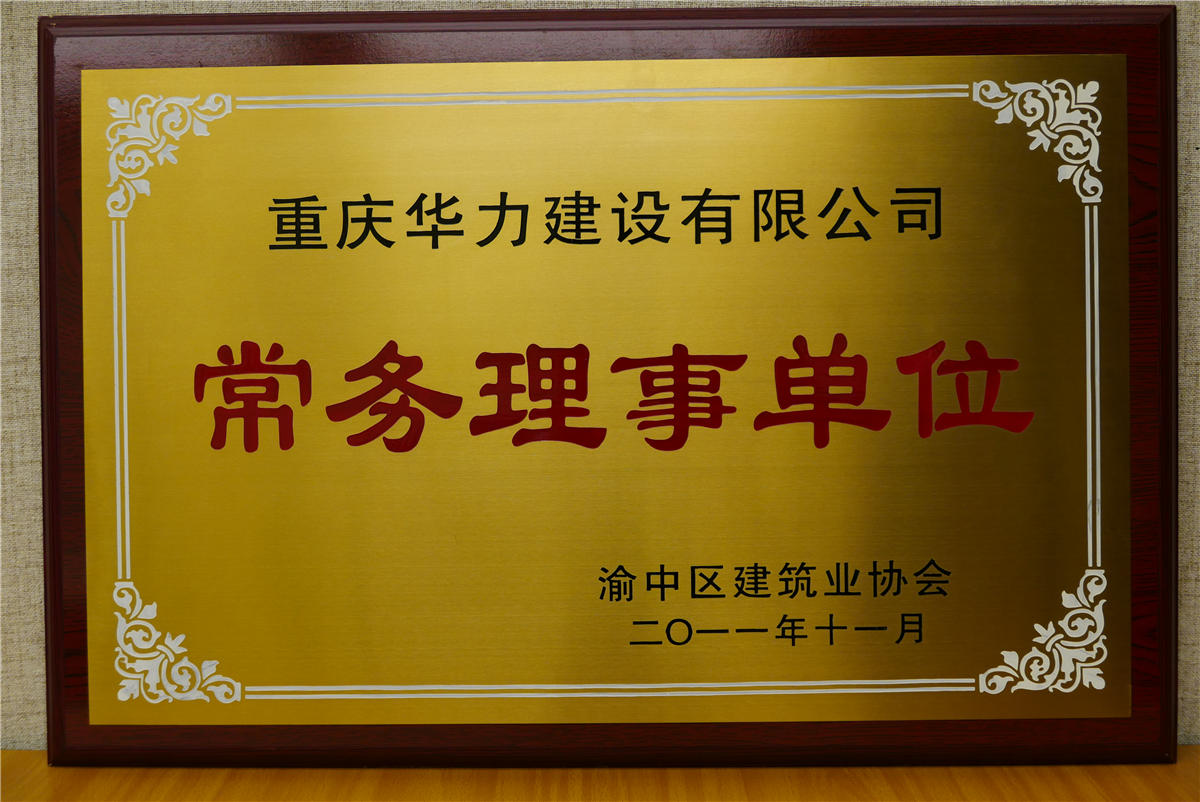 重庆华力建设有限公司
常务理事单位
渝中区建筑业协会
二〇一一年十一月